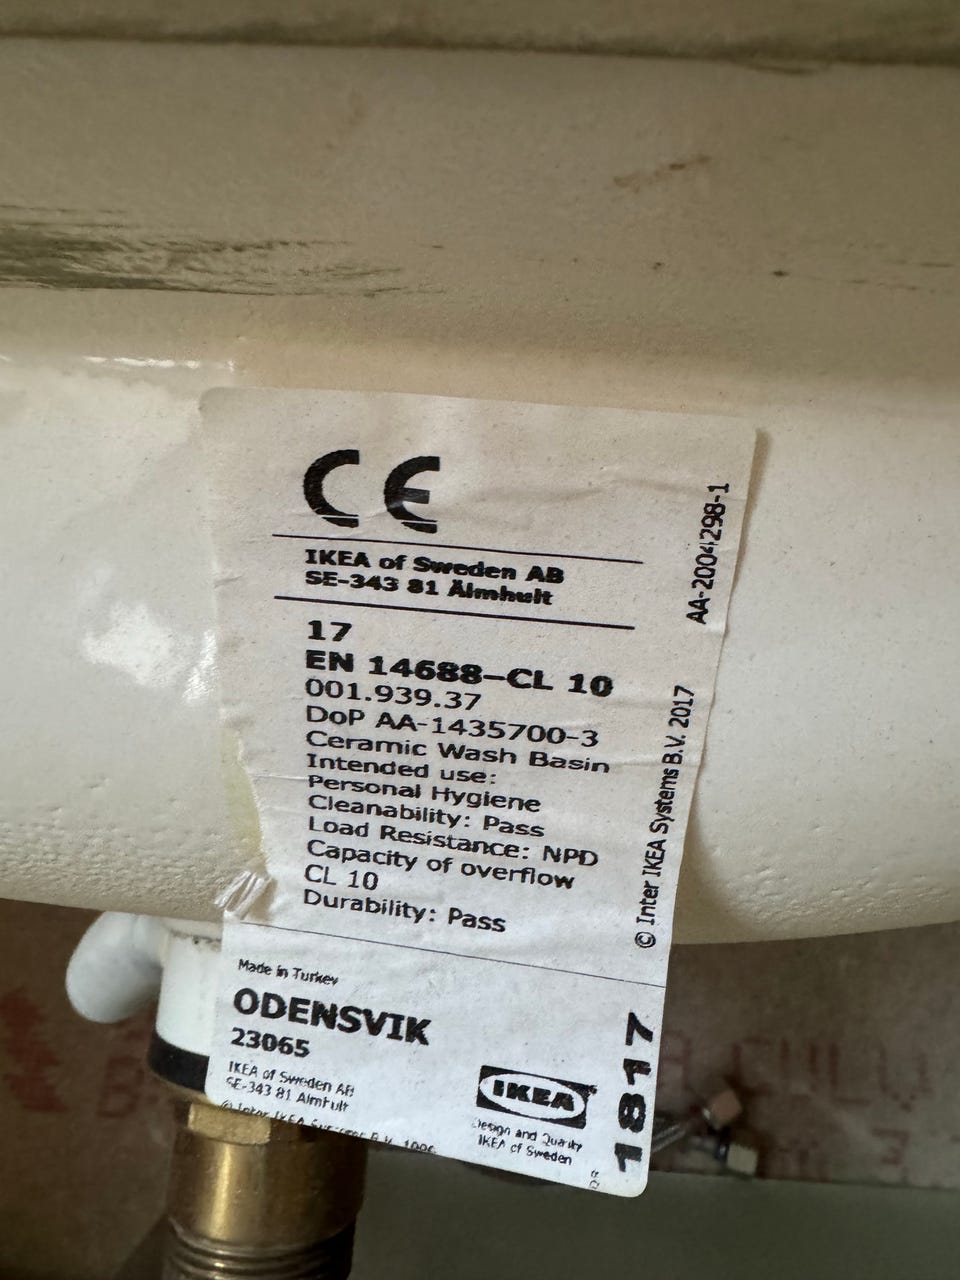 CE
IKEA of Sweden AB
SE-343 81 Älmhult
17
EN 14688-CL 10
001.939.37
DoP AA-1435700-3
Ceramic Wash Basin
Intended use:
Personal Hygiene
Cleanability: Pass
Load Resistance: NPD
Capacity of overflow
CL 10
Durability: Pass
AA-2004298-1
© Inter IKEA Systems B.V. 2017
Made in Turkey
ODENSVIK
23065
IKEA of Sweden AB
SE-343 81 Älmhult
© Inter IKEA Systems B.V.
IKEA
Design and Quality
IKEA of Sweden
1817